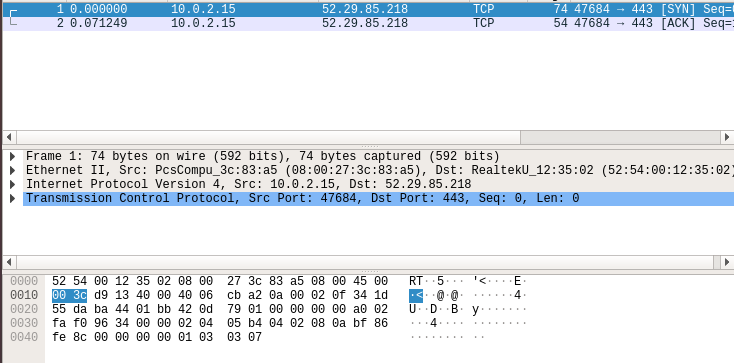 1 0.000000 10.0.2.15 52.29.85.218 TCP 74 47684 → 443 [SYN] Seq=
2 0.071249 10.0.2.15 52.29.85.218 TCP 54 47684 → 443 [ACK] Seq=
Frame 1: 74 bytes on wire (592 bits), 74 bytes captured (592 bits)
Ethernet II, Src: PcsCompu_3c:83:a5 (08:00:27:3c:83:a5), Dst: RealtekU_12:35:02 (52:54:00:12:35:02)
Internet Protocol Version 4, Src: 10.0.2.15, Dst: 52.29.85.218
Transmission Control Protocol, Src Port: 47684, Dst Port: 443, Seq: 0, Len: 0
0000 52 54 00 12 35 02 08 00 27 3c 83 a5 08 00 45 00 RT··5··· '<····E·
0010 00 3c d9 13 40 00 40 06 cb a2 0a 00 02 0f 34 1d ·<··@·@· ······4·
0020 55 da ba 44 01 bb 42 0d 79 01 00 00 00 00 a0 02 U··D··B· y·······
0030 fa f0 96 34 00 00 02 04 05 b4 04 02 08 0a bf 86 ···4···· ········
0040 fe 8c 00 00 00 00 01 03 03 07 ········ ··